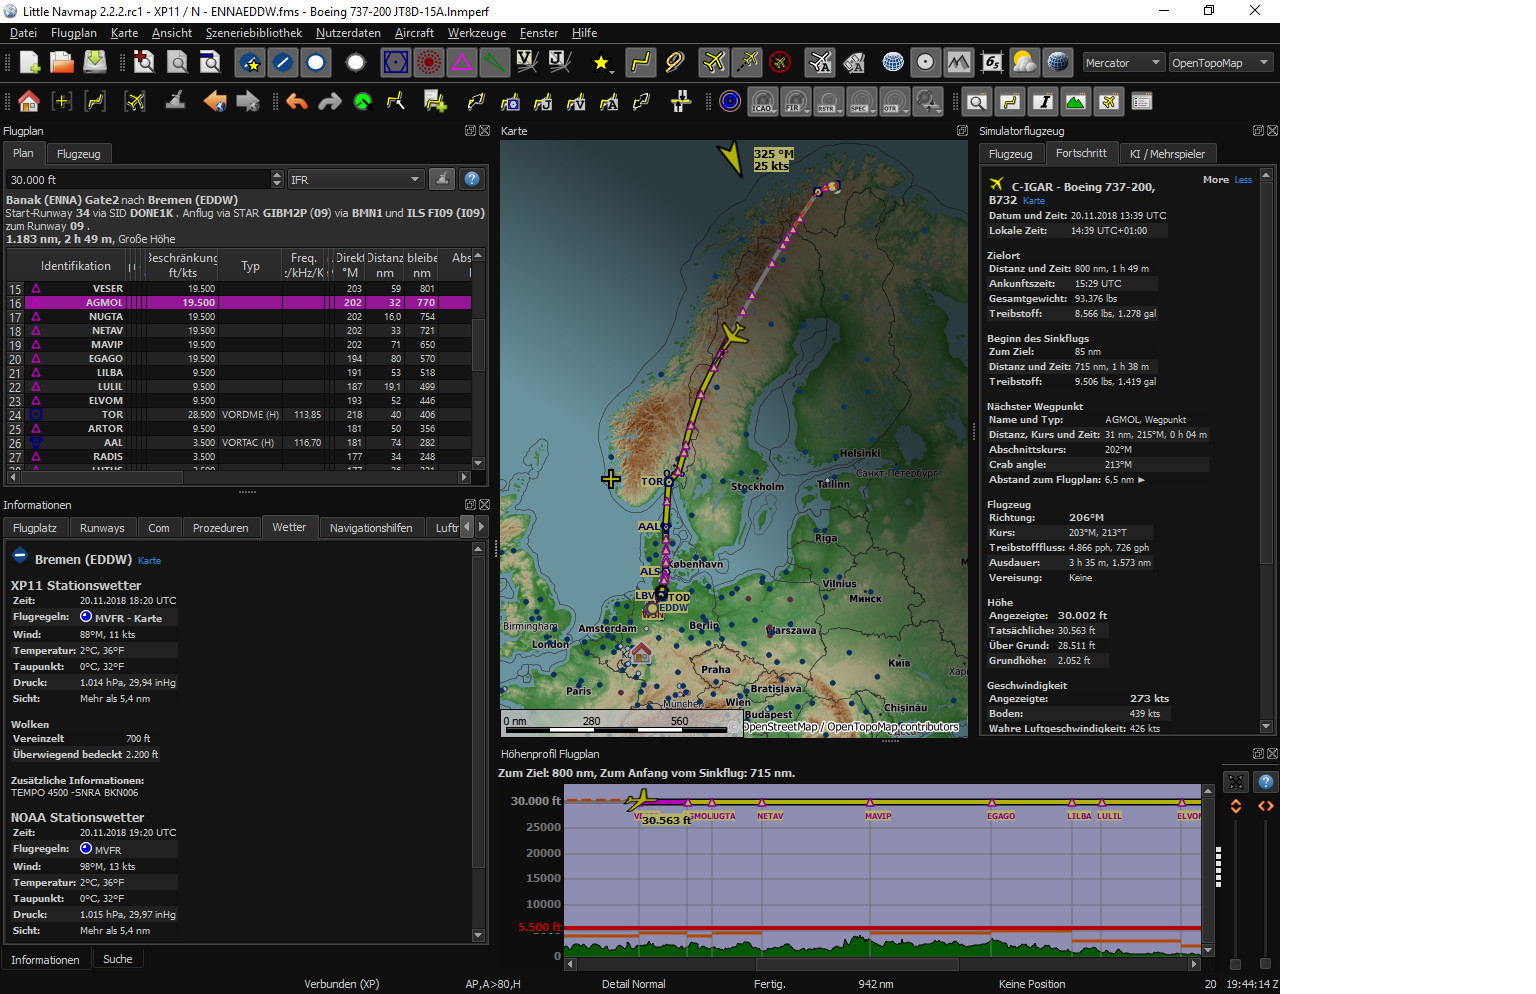 Little Navmap 2.2.2.rc1 - XP11 / N - ENNAEDDW.fms - Boeing 737-200 JT8D-15A.lnmperf
Datei Flugplan Karte Ansicht Szeneriebibliothek Nutzerdaten Aircraft Werkzeuge Fenster Hilfe
Mercator OpenTopoMap
Flugplan
Plan Flugzeug
30.000 ft IFR
Banak (ENNA) Gate2 nach Bremen (EDDW)
Start-Runway 34 via SID DONE1K . Anflug via STAR GIBM2P (09) via BMN1 und ILS FI09 (I09)
zum Runway 09 .
1.183 nm, 2 h 49 m, Große Höhe
Identifikation Beschränkung ft/kts Typ Freq. Direkt °M Distanz nm bleibe nm Abs
15 VESER 19.500 203 59 801
16 AGMOL 19.500 202 32 770
17 NUGTA 19.500 202 16,0 754
18 NETAV 19.500 202 33 721
19 MAVIP 19.500 202 71 650
20 EGAGO 19.500 194 80 570
21 LILBA 9.500 191 53 518
22 LULIL 9.500 187 19,1 499
23 ELVOM 9.500 193 52 446
24 TOR 28.500 VORDME (H) 113,85 218 40 406
25 ARTOR 9.500 181 50 356
26 AAL 3.500 VORTAC (H) 116,70 181 74 282
27 RADIS 3.500 177 34 248
Informationen
Flugplatz Runways Com Prozeduren Wetter Navigationshilfen Luftr
Bremen (EDDW) Karte
XP11 Stationswetter
Zeit: 20.11.2018 18:20 UTC
Flugregeln: MVFR - Karte
Wind: 88°M, 11 kts
Temperatur: 2°C, 36°F
Taupunkt: 0°C, 32°F
Druck: 1.014 hPa, 29,94 inHg
Sicht: Mehr als 5,4 nm
Wolken
Vereinzelt 700 ft
Überwiegend bedeckt 2.200 ft
Zusätzliche Informationen:
TEMPO 4500 -SNRA BKN006
NOAA Stationswetter
Zeit: 20.11.2018 19:20 UTC
Flugregeln: MVFR
Wind: 98°M, 13 kts
Temperatur: 2°C, 36°F
Taupunkt: 0°C, 32°F
Druck: 1.015 hPa, 29,97 inHg
Sicht: Mehr als 5,4 nm
Informationen Suche
Karte
325 °M
25 kts
Helsinki
Санкт-Петербург
TOR
Stockholm
Tallinn
AAL
Riga
ALS
København
Vilnius
LBV TOD
Минск
EDDW
WSN
Birmingham
Amsterdam
Berlin
Warszawa
London
Київ
Praha
Paris
Bratislava
München
Wien
Chișinău
Budapest
0 nm 280 560
© OpenStreetMap / OpenTopoMap contributors
Simulatorflugzeug
Flugzeug Fortschritt KI / Mehrspieler
C-IGAR - Boeing 737-200, More Less
B732 Karte
Datum und Zeit: 20.11.2018 13:39 UTC
Lokale Zeit: 14:39 UTC+01:00
Zielort
Distanz und Zeit: 800 nm, 1 h 49 m
Ankunftszeit: 15:29 UTC
Gesamtgewicht: 93.376 lbs
Treibstoff: 8.566 lbs, 1.278 gal
Beginn des Sinkflugs
Zum Ziel: 85 nm
Distanz und Zeit: 715 nm, 1 h 38 m
Treibstoff: 9.506 lbs, 1.419 gal
Nächster Wegpunkt
Name und Typ: AGMOL, Wegpunkt
Distanz, Kurs und Zeit: 31 nm, 215°M, 0 h 04 m
Abschnittskurs: 202°M
Crab angle: 213°M
Abstand zum Flugplan: 6,5 nm ►
Flugzeug
Richtung: 206°M
Kurs: 203°M, 213°T
Treibstofffluss: 4.866 pph, 726 gph
Ausdauer: 3 h 35 m, 1.573 nm
Vereisung: Keine
Höhe
Angezeigte: 30.002 ft
Tatsächliche: 30.563 ft
Über Grund: 28.511 ft
Grundhöhe: 2.052 ft
Geschwindigkeit
Angezeigte: 273 kts
Boden: 439 kts
Wahre Luftgeschwindigkeit: 426 kts
Höhenprofil Flugplan
Zum Ziel: 800 nm, Zum Anfang vom Sinkflug: 715 nm.
30.000 ft
30.563 ft NETAV MAVIP EGAGO LILBA LULIL ELVOM
25000
20000
15000
10000
5.500 ft
0
Verbunden (XP) AP,A>80,H Detail Normal Fertig. 942 nm Keine Position 20 19:44:14 Z